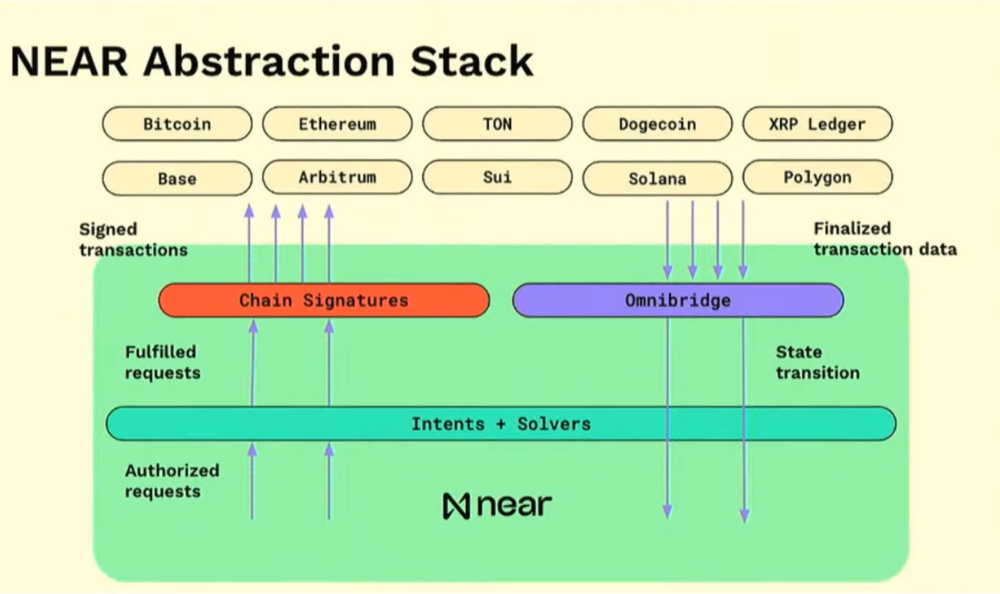 NEAR Abstraction Stack
Bitcoin
Ethereum
TON
Dogecoin
XRP Ledger
Base
Arbitrum
Sui
Solana
Polygon
Signed
transactions
Finalized
transaction data
Chain Signatures
Omnibridge
Fulfilled
requests
State
transition
Intents + Solvers
Authorized
requests
near